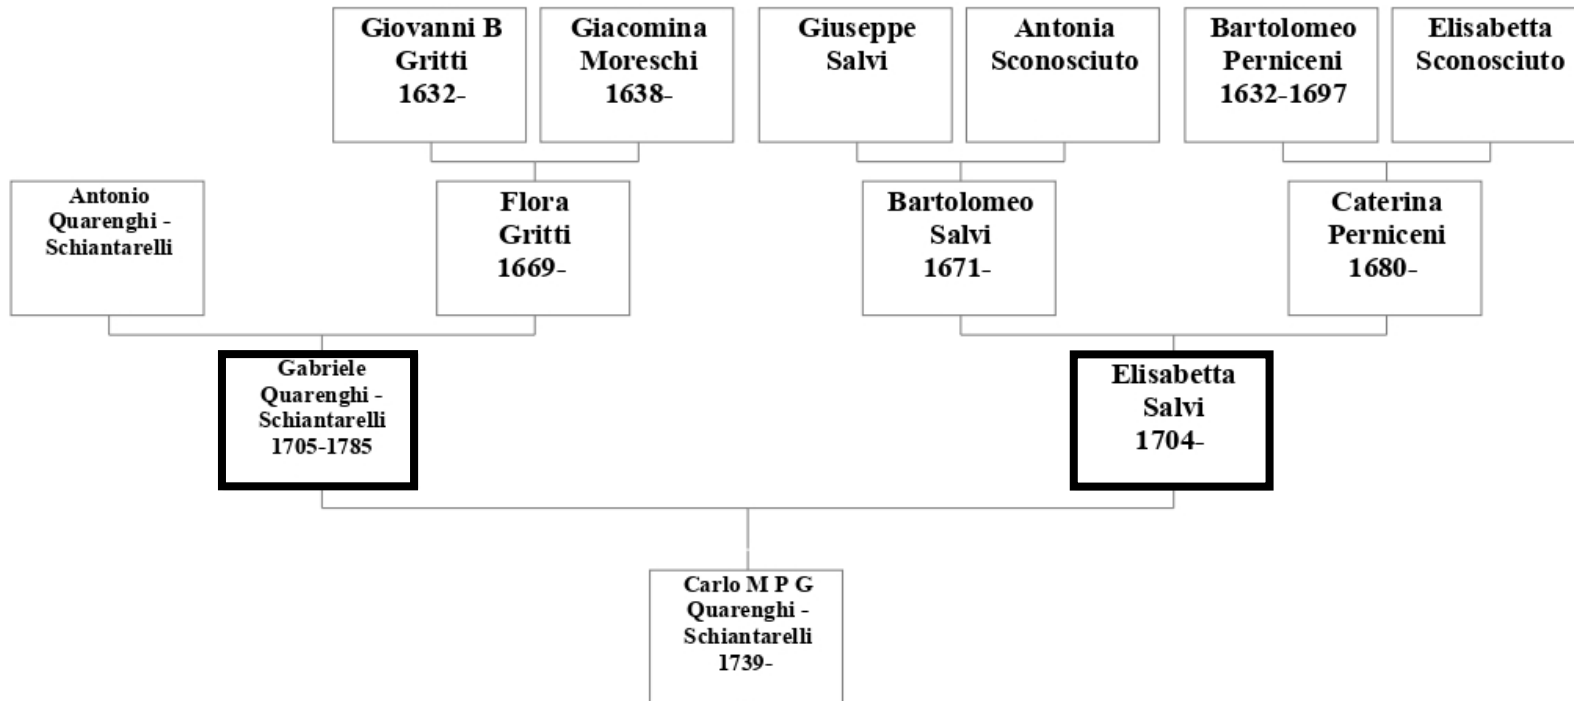 Giovanni B
Gritti
1632-
Giacomina
Moreschi
1638-
Giuseppe
Salvi
Antonia
Sconosciuto
Bartolomeo
Perniceni
1632-1697
Elisabetta
Sconosciuto
Antonio
Quarenghi -
Schiantarelli
Flora
Gritti
1669-
Bartolomeo
Salvi
1671-
Caterina
Perniceni
1680-
Gabriele
Quarenghi -
Schiantarelli
1705-1785
Elisabetta
Salvi
1704-
Carlo M P G
Quarenghi -
Schiantarelli
1739-